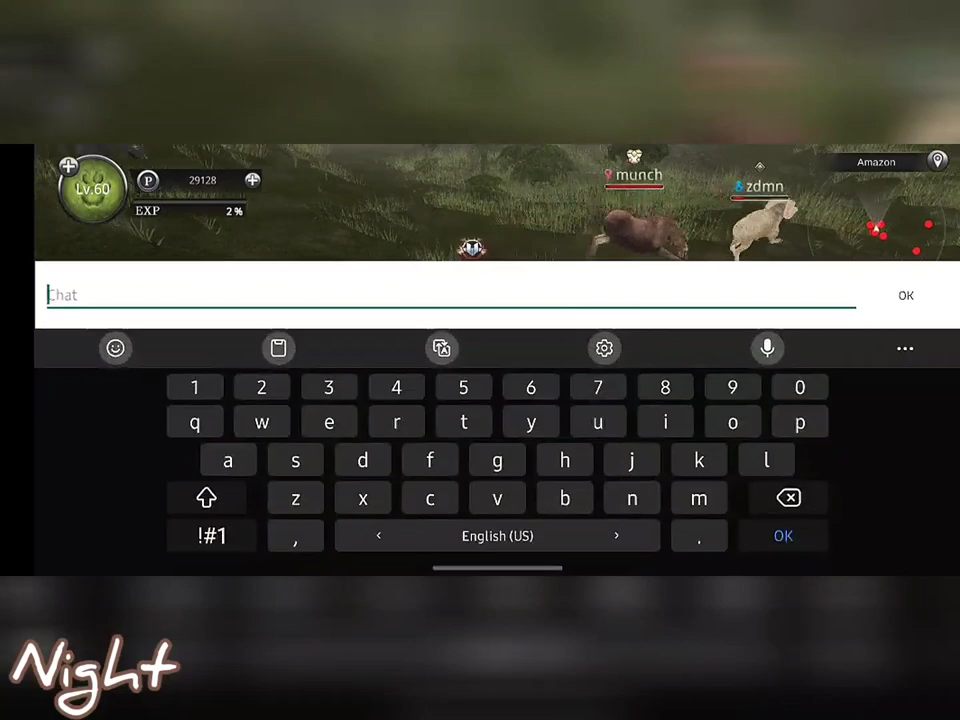 Lv.60
P 29128
EXP 2%
munch
zdmn
Amazon
Chat
OK
1 2 3 4 5 6 7 8 9 0
q w e r t y u i o p
a s d f g h j k l
z x c v b n m
!#1 , < English (US) > . OK
Night